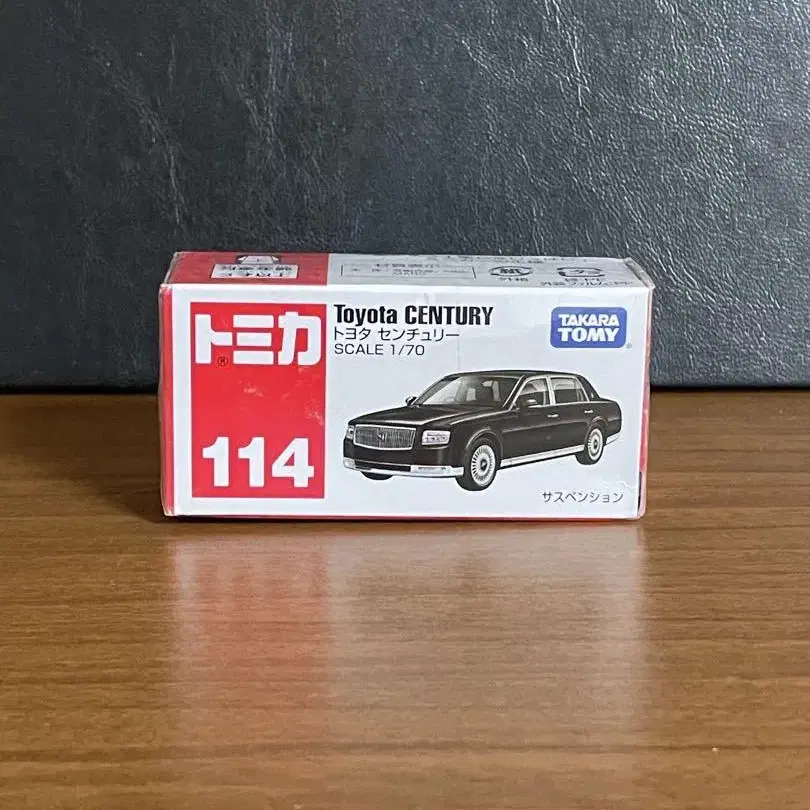 トミカ
®
114
Toyota CENTURY
トヨタ センチュリー
SCALE 1/70
TAKARA
TOMY
サスペンション